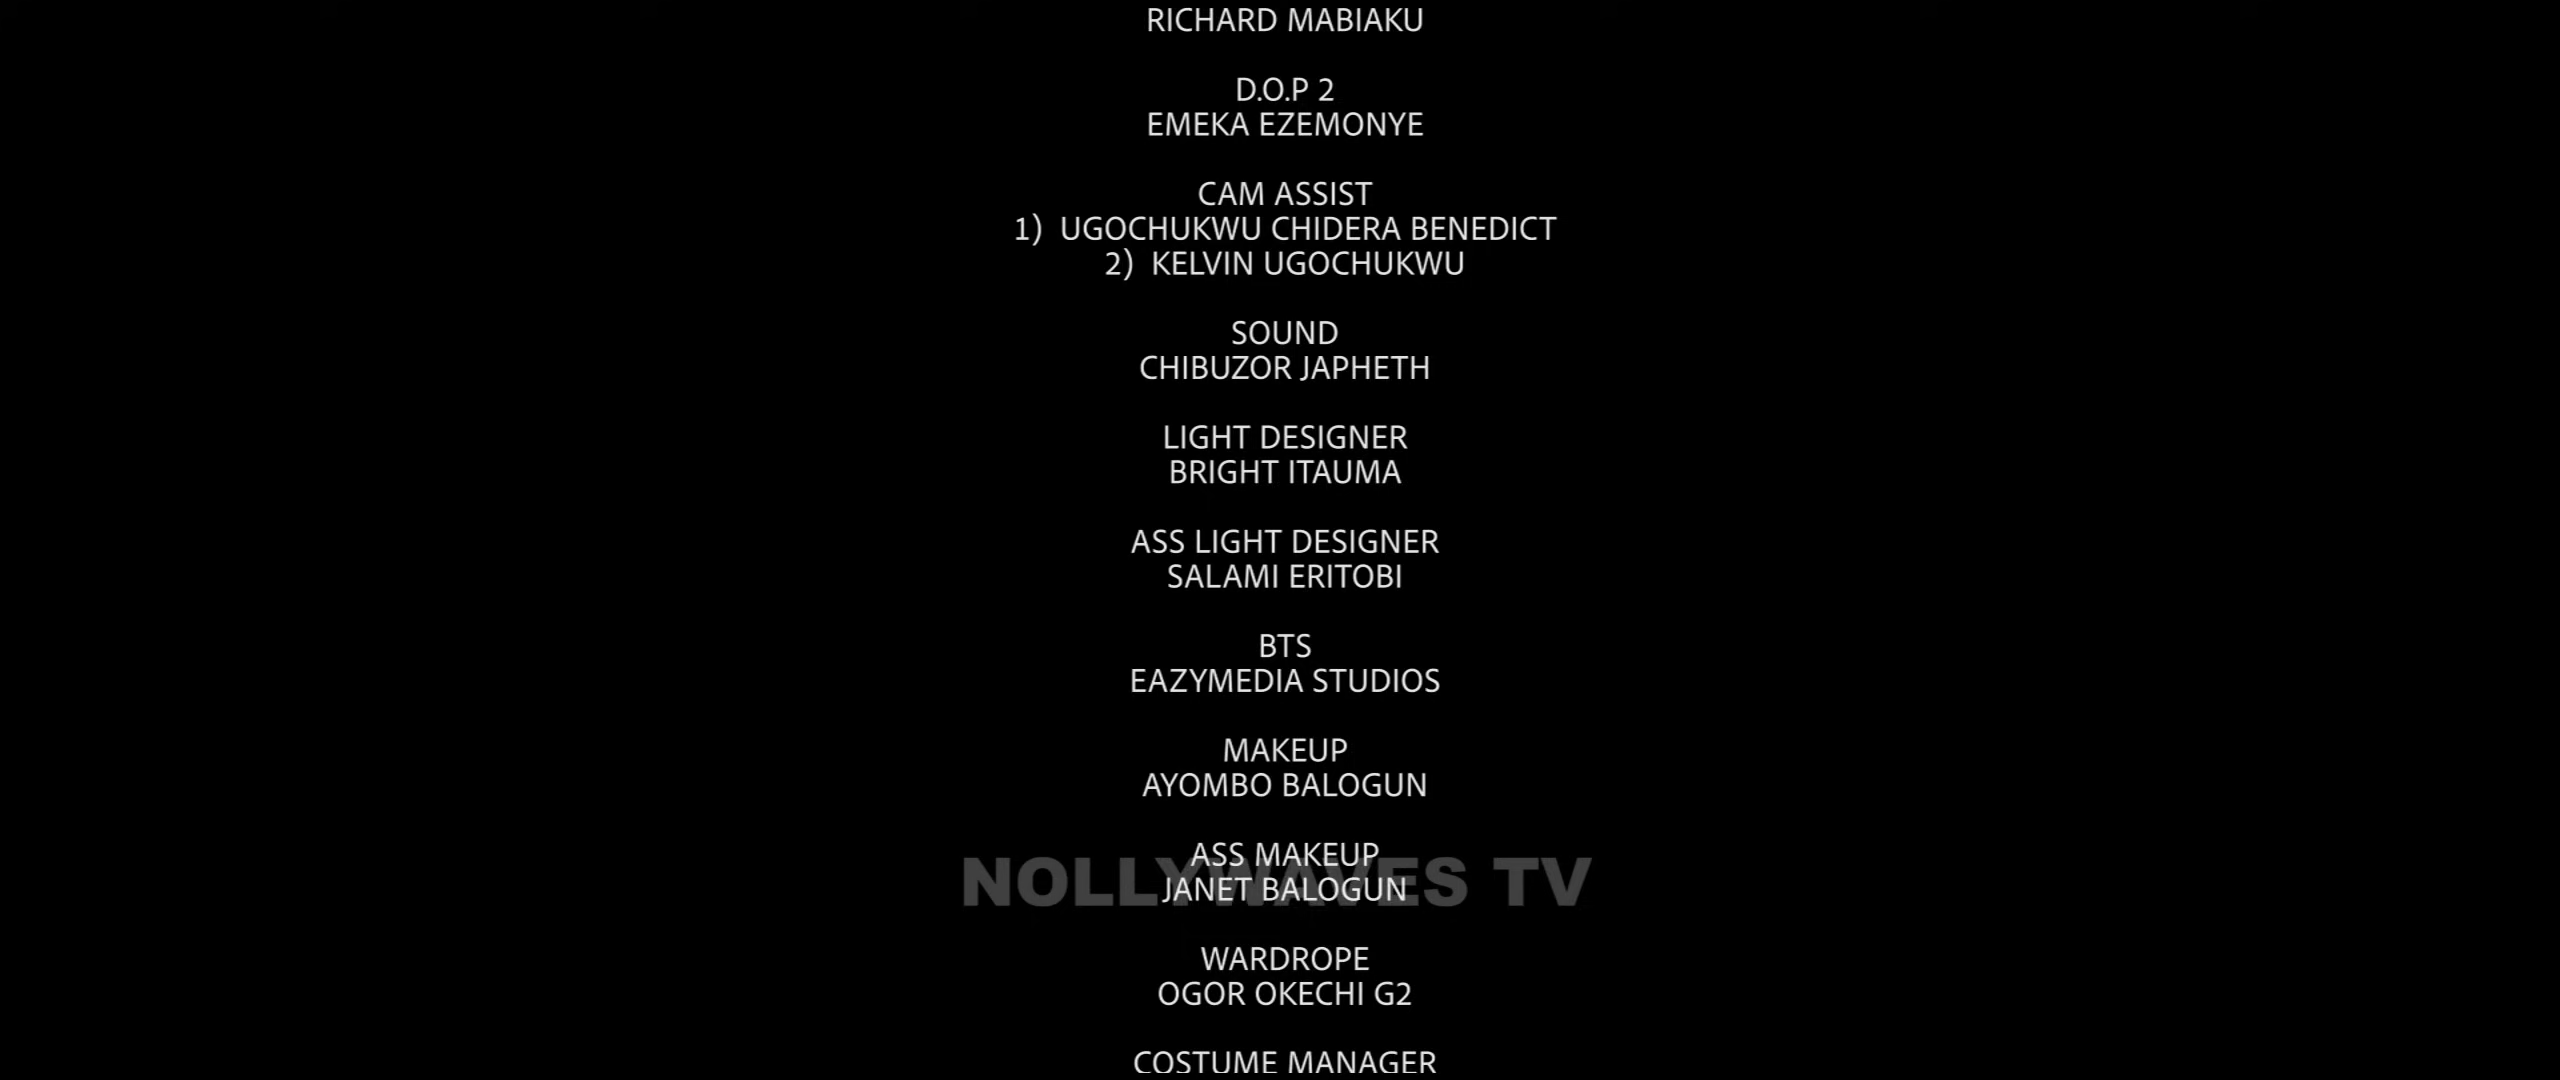 RICHARD MABIAKU
D.O.P 2
EMEKA EZEMONYE
CAM ASSIST
1) UGOCHUKWU CHIDERA BENEDICT
2) KELVIN UGOCHUKWU
SOUND
CHIBUZOR JAPHETH
LIGHT DESIGNER
BRIGHT ITAUMA
ASS LIGHT DESIGNER
SALAMI ERITOBI
BTS
EAZYMEDIA STUDIOS
MAKEUP
AYOMBO BALOGUN
ASS MAKEUP
NOLLYWAVES TV
JANET BALOGUN
WARDROPE
OGOR OKECHI G2
COSTUME MANAGER